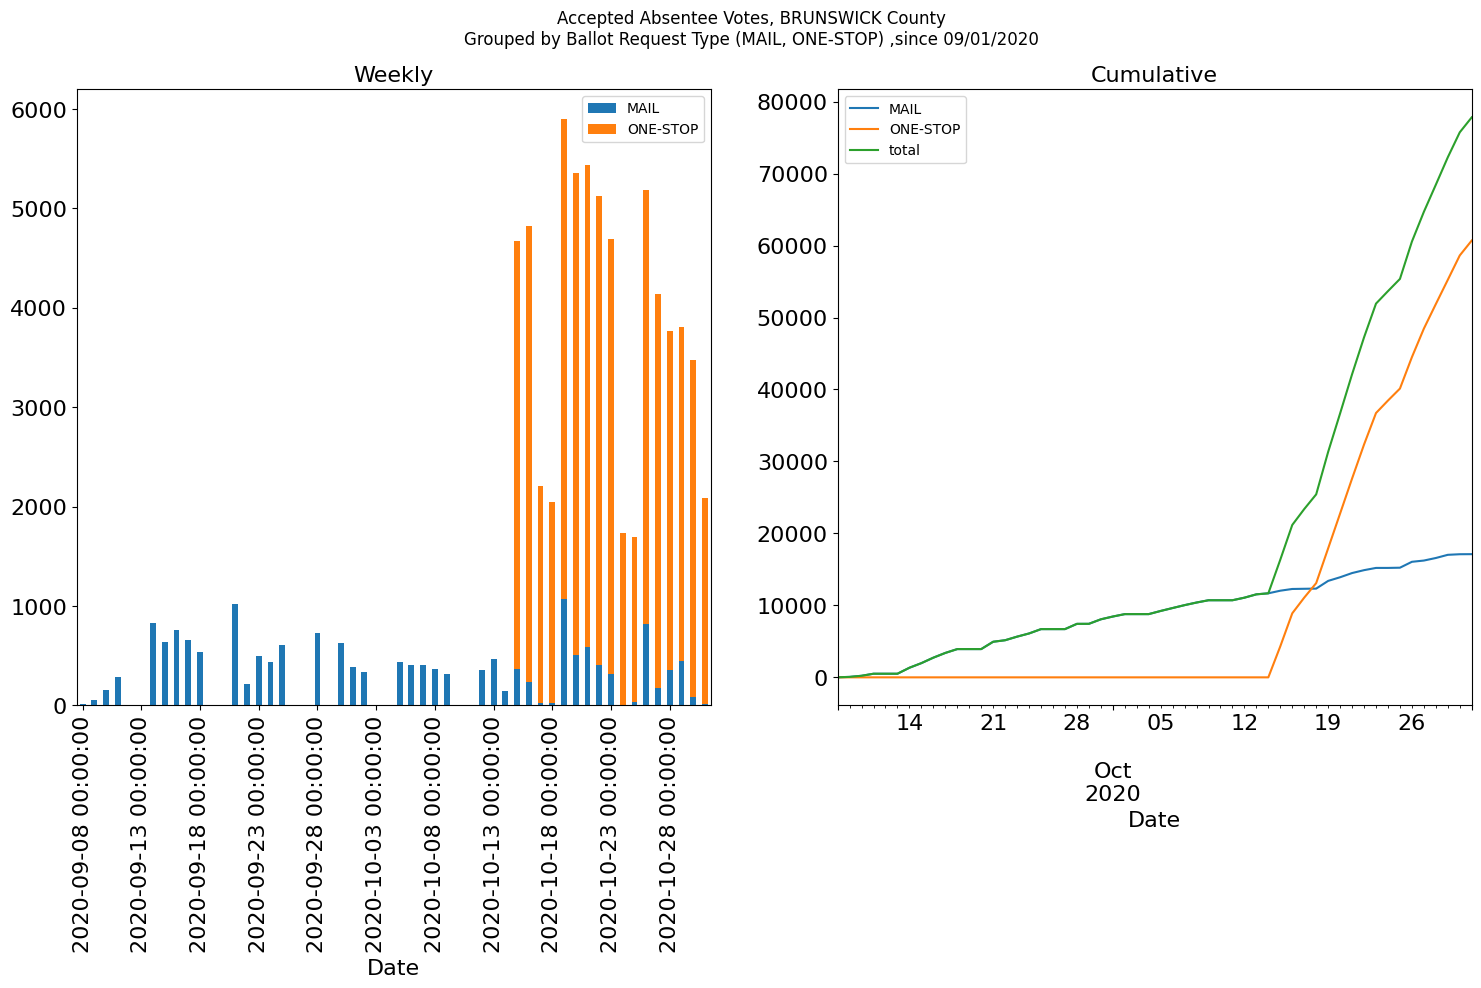 Accepted Absentee Votes, BRUNSWICK County
Grouped by Ballot Request Type (MAIL, ONE-STOP) ,since 09/01/2020
Weekly
6000
5000
4000
3000
2000
1000
0
MAIL
ONE-STOP
2020-09-08 00:00:00
2020-09-13 00:00:00
2020-09-18 00:00:00
2020-09-23 00:00:00
2020-09-28 00:00:00
2020-10-03 00:00:00
2020-10-08 00:00:00
2020-10-13 00:00:00
2020-10-18 00:00:00
2020-10-23 00:00:00
2020-10-28 00:00:00
Date
Cumulative
80000
70000
60000
50000
40000
30000
20000
10000
0
MAIL
ONE-STOP
total
14 21 28 05 12 19 26
Oct
2020
Date